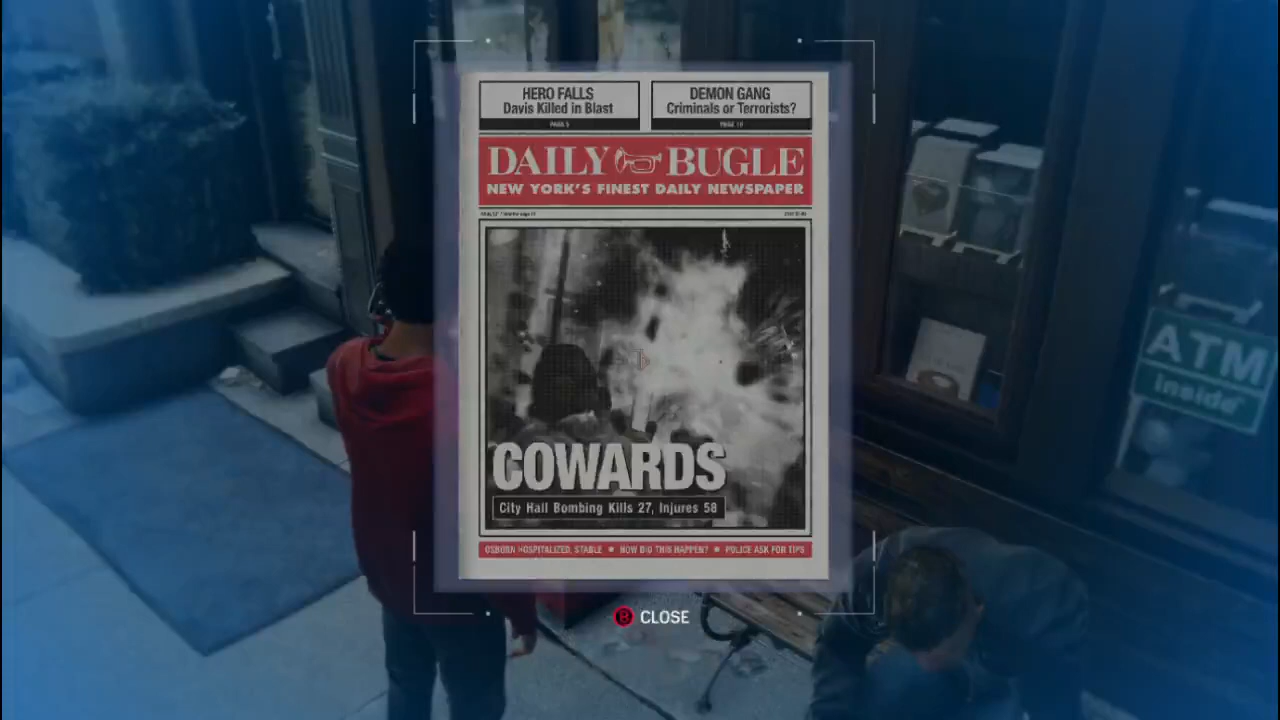 HERO FALLS
Davis Killed in Blast
PAGE 5
DEMON GANG
Criminals or Terrorists?
DAILY BUGLE
NEW YORK'S FINEST DAILY NEWSPAPER
COWARDS
City Hall Bombing Kills 27, Injures 58
OSBORN HOSPITALIZED, STABLE • HOW DID THIS HAPPEN? • POLICE ASK FOR TIPS
ATM
inside
B CLOSE